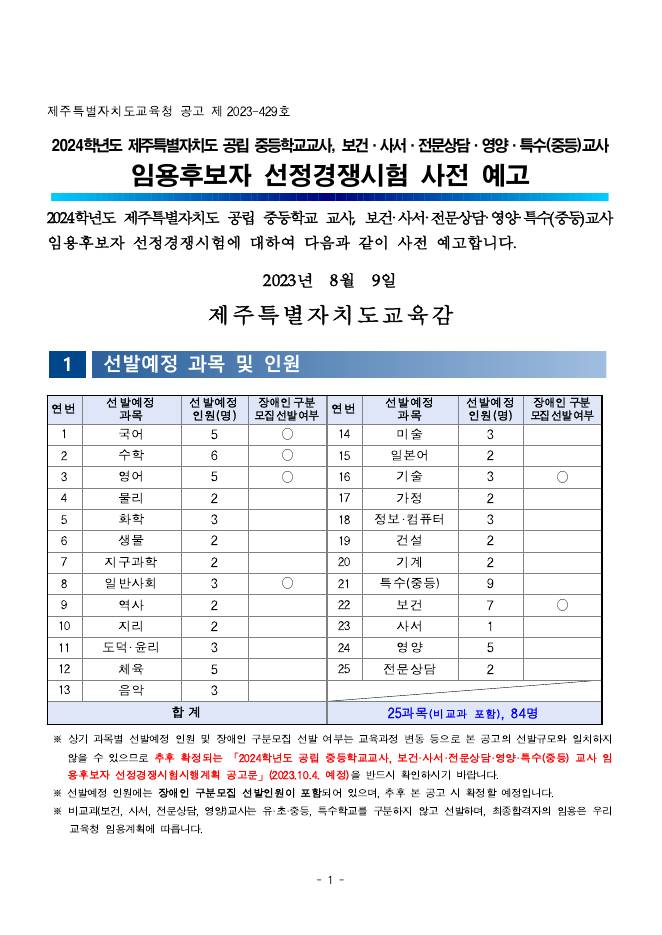 제주특별자치도교육청 공고 제 2023-429호
2024학년도 제주특별자치도 공립 중등학교교사, 보건·사서·전문상담·영양·특수(중등)교사
임용후보자 선정경쟁시험 사전 예고
2024학년도 제주특별자치도 공립 중등학교 교사, 보건·사서·전문상담·영양·특수(중등)교사
임용후보자 선정경쟁시험에 대하여 다음과 같이 사전 예고합니다.
2023년 8월 9일
제주특별자치도교육감
1 선발예정 과목 및 인원
연번 선발예정 과목 선발예정 인원(명) 장애인 구분 모집선발여부 연번 선발예정 과목 선발예정 인원(명) 장애인 구분 모집선발여부
1 국어 5 ○ 14 미술 3
2 수학 6 ○ 15 일본어 2
3 영어 5 ○ 16 기술 3 ○
4 물리 2 17 가정 2
5 화학 3 18 정보·컴퓨터 3
6 생물 2 19 건설 2
7 지구과학 2 20 기계 2
8 일반사회 3 ○ 21 특수(중등) 9
9 역사 2 22 보건 7 ○
10 지리 2 23 사서 1
11 도덕·윤리 3 24 영양 5
12 체육 5 25 전문상담 2
13 음악 3
합 계 25과목(비교과 포함), 84명
※ 상기 과목별 선발예정 인원 및 장애인 구분모집 선발 여부는 교육과정 변동 등으로 본 공고의 선발규모와 일치하지
않을 수 있으므로 추후 확정되는 「2024학년도 공립 중등학교교사, 보건·사서·전문상담·영양·특수(중등) 교사 임
용후보자 선정경쟁시험시행계획 공고문」(2023.10.4. 예정)을 반드시 확인하시기 바랍니다.
※ 선발예정 인원에는 장애인 구분모집 선발인원이 포함되어 있으며, 추후 본 공고 시 확정할 예정입니다.
※ 비교과(보건, 사서, 전문상담, 영양)교사는 유·초·중등, 특수학교를 구분하지 않고 선발하며, 최종합격자의 임용은 우리
교육청 임용계획에 따릅니다.
- 1 -